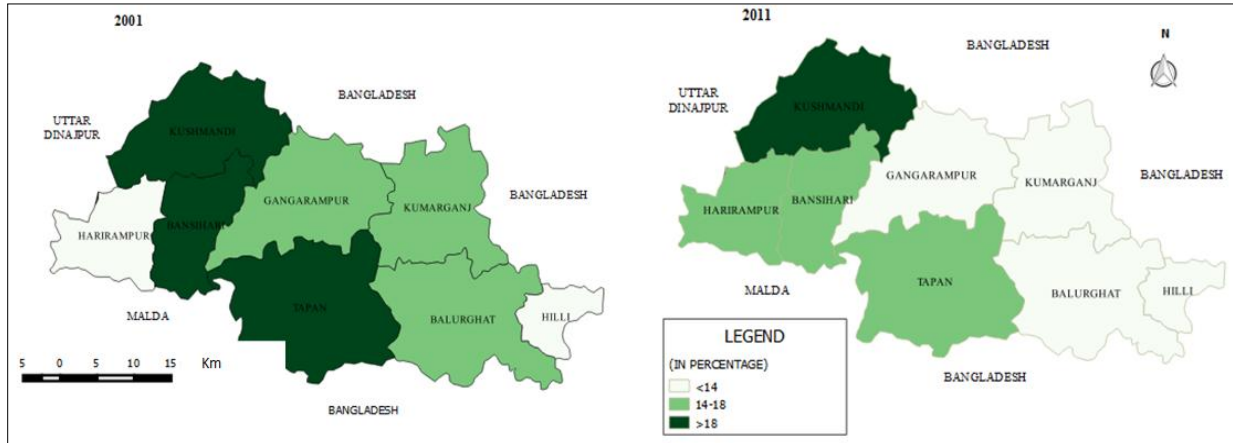 2001
BANGLADESH
UTTAR
DINAJPUR
KUSHMANDI
BANGLADESH
GANGARAMPUR
KUMARGANJ
BANSIHARI
HARIRAMPUR
TAPAN
MALDA
BALURGHAT
HILLI
5 0 5 10 15 Km
BANGLADESH
2011
N
BANGLADESH
UTTAR
DINAJPUR
KUSHMANDI
BANGLADESH
GANGARAMPUR
KUMARGANJ
HARIRAMPUR
BANSIHARI
MALDA
TAPAN
BALURGHAT
HILLI
BANGLADESH
LEGEND
(IN PERCENTAGE)
<14
14-18
>18